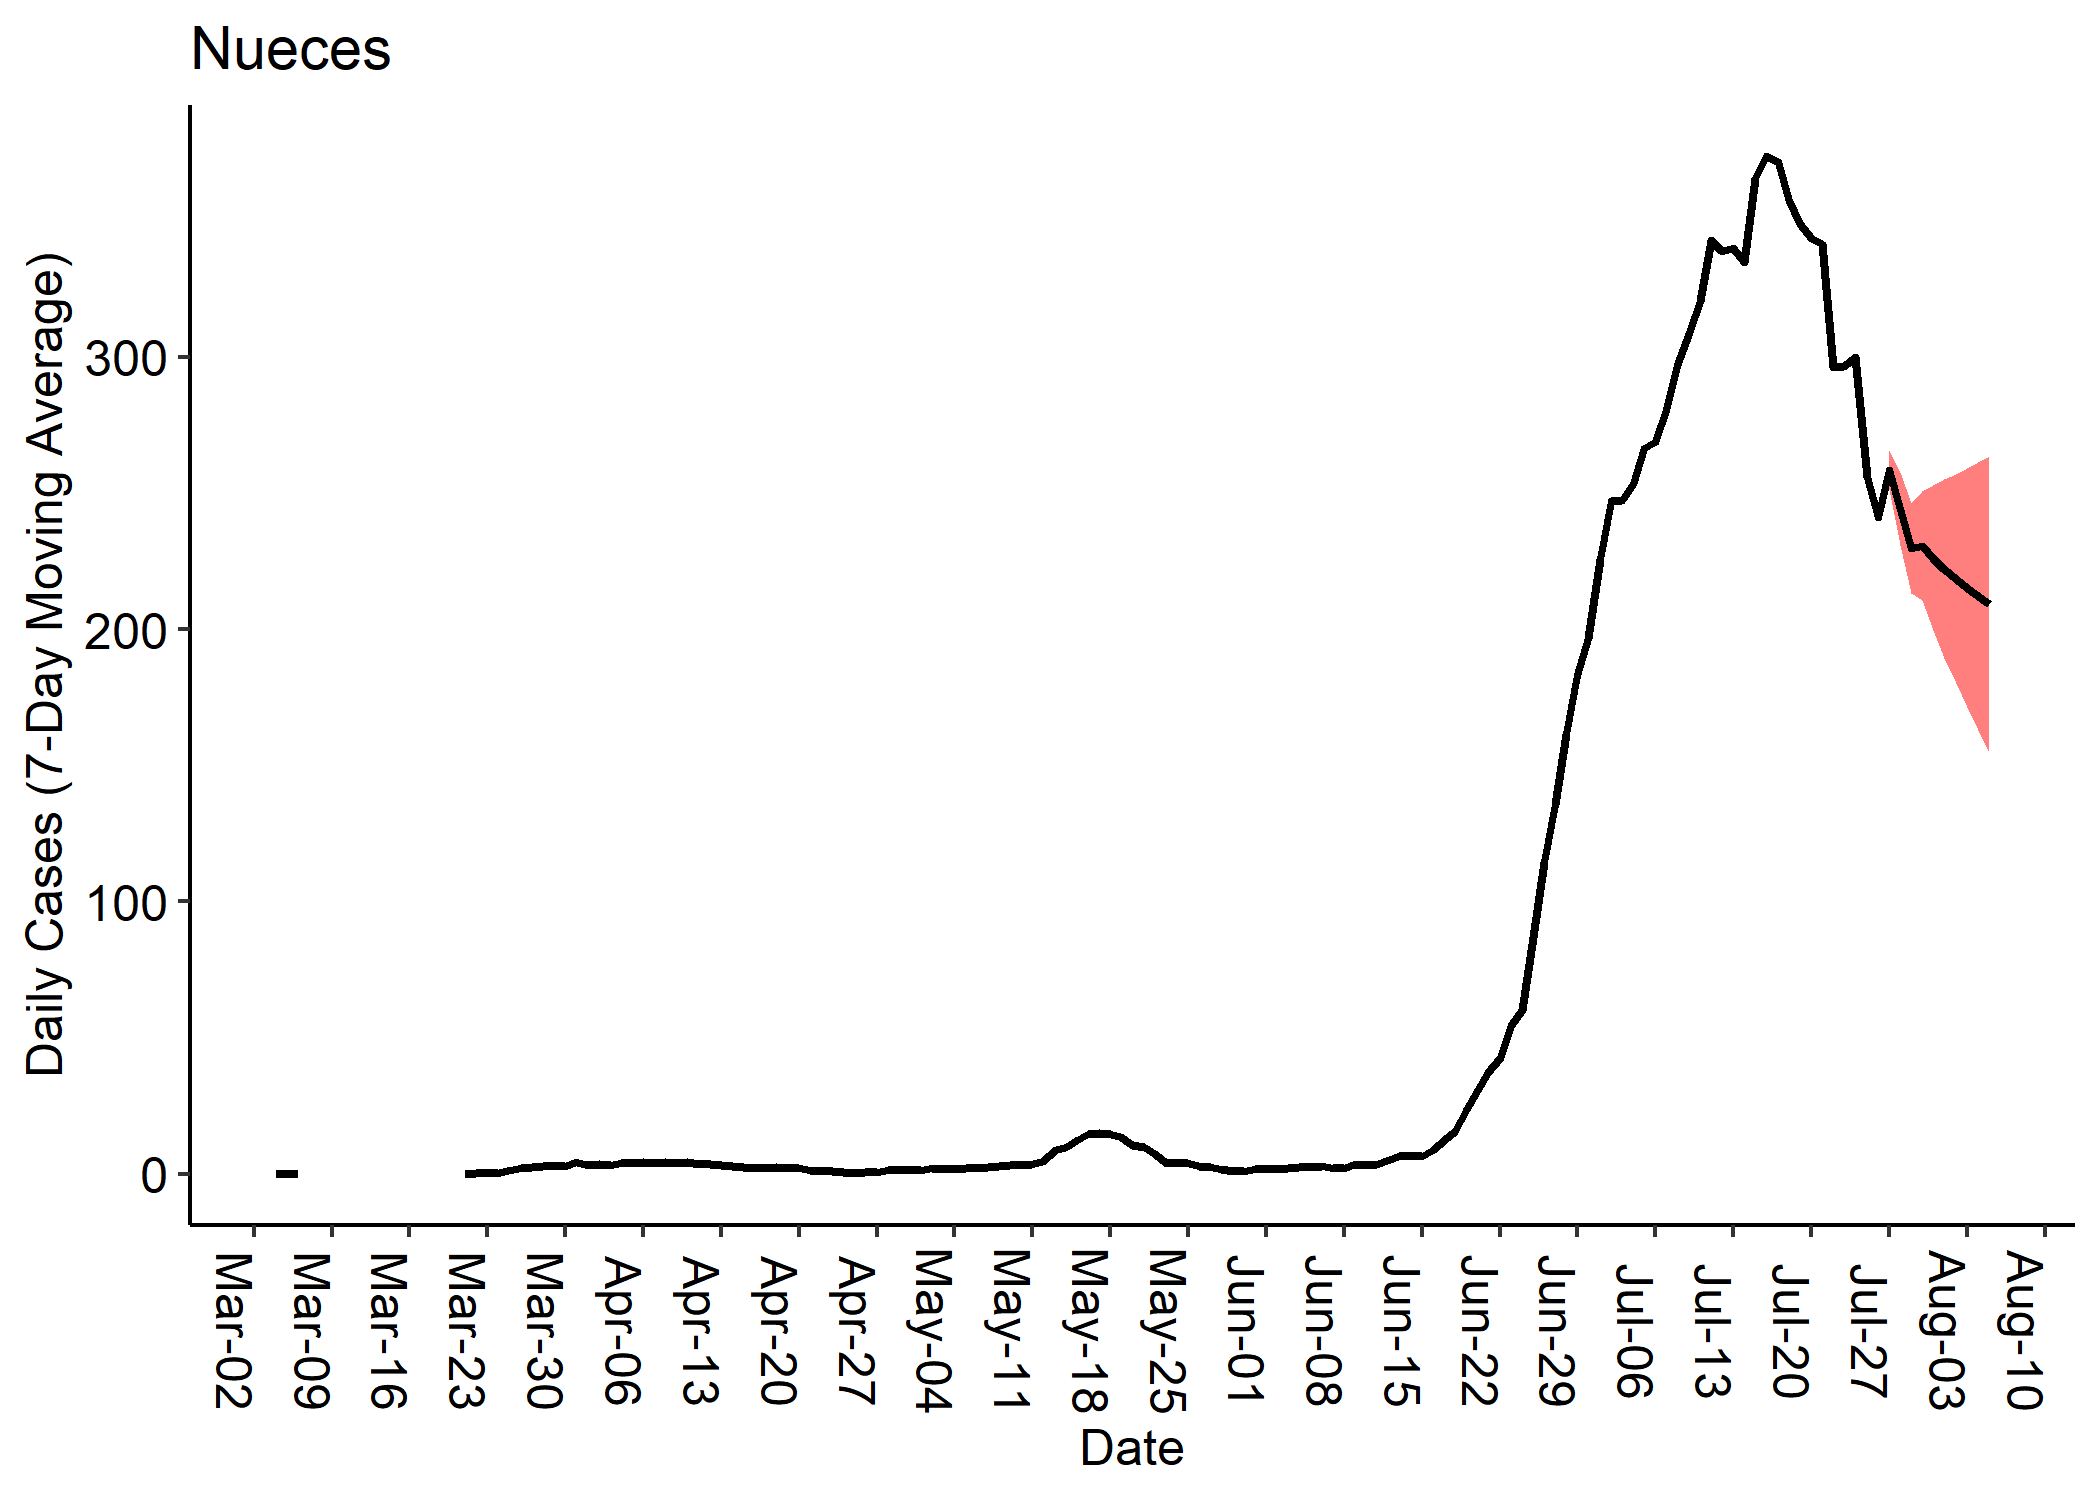 Nueces
Daily Cases (7-Day Moving Average)
300
200
100
0
Mar-02
Mar-09
Mar-16
Mar-23
Mar-30
Apr-06
Apr-13
Apr-20
Apr-27
May-04
May-11
May-18
May-25
Jun-01
Jun-08
Jun-15
Jun-22
Jun-29
Jul-06
Jul-13
Jul-20
Jul-27
Aug-03
Aug-10
Date